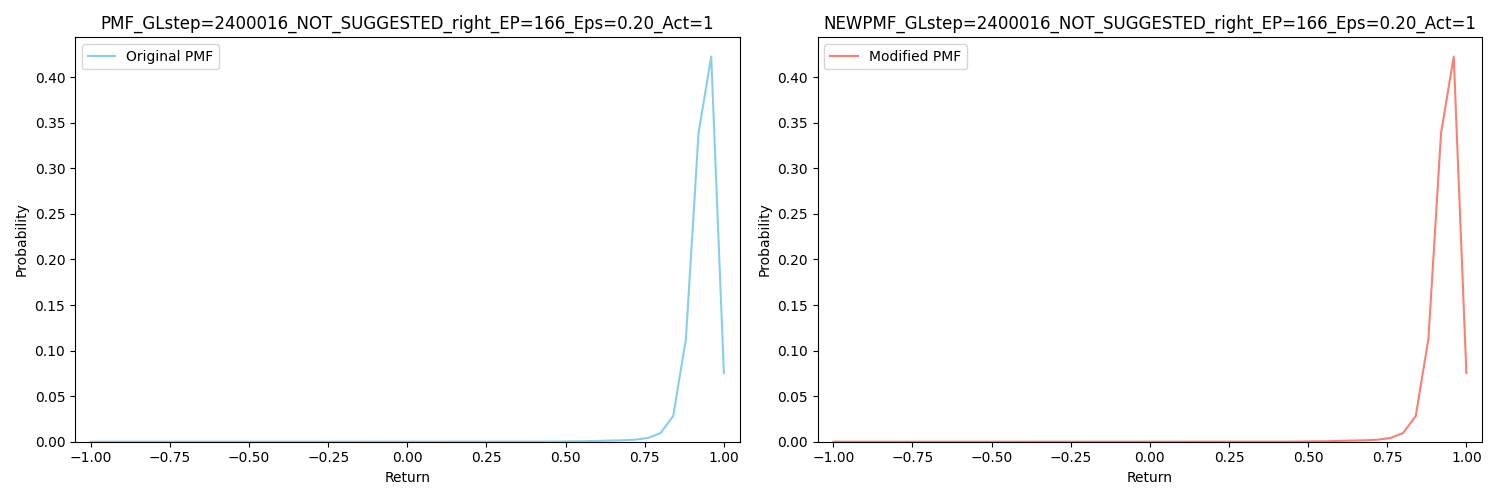 PMF_GLstep=2400016_NOT_SUGGESTED_right_EP=166_Eps=0.20_Act=1
Original PMF
0.40
0.35
0.30
0.25
0.20
0.15
0.10
0.05
0.00
Probability
−1.00 −0.75 −0.50 −0.25 0.00 0.25 0.50 0.75 1.00
Return
NEWPMF_GLstep=2400016_NOT_SUGGESTED_right_EP=166_Eps=0.20_Act=1
Modified PMF
0.40
0.35
0.30
0.25
0.20
0.15
0.10
0.05
0.00
Probability
−1.00 −0.75 −0.50 −0.25 0.00 0.25 0.50 0.75 1.00
Return